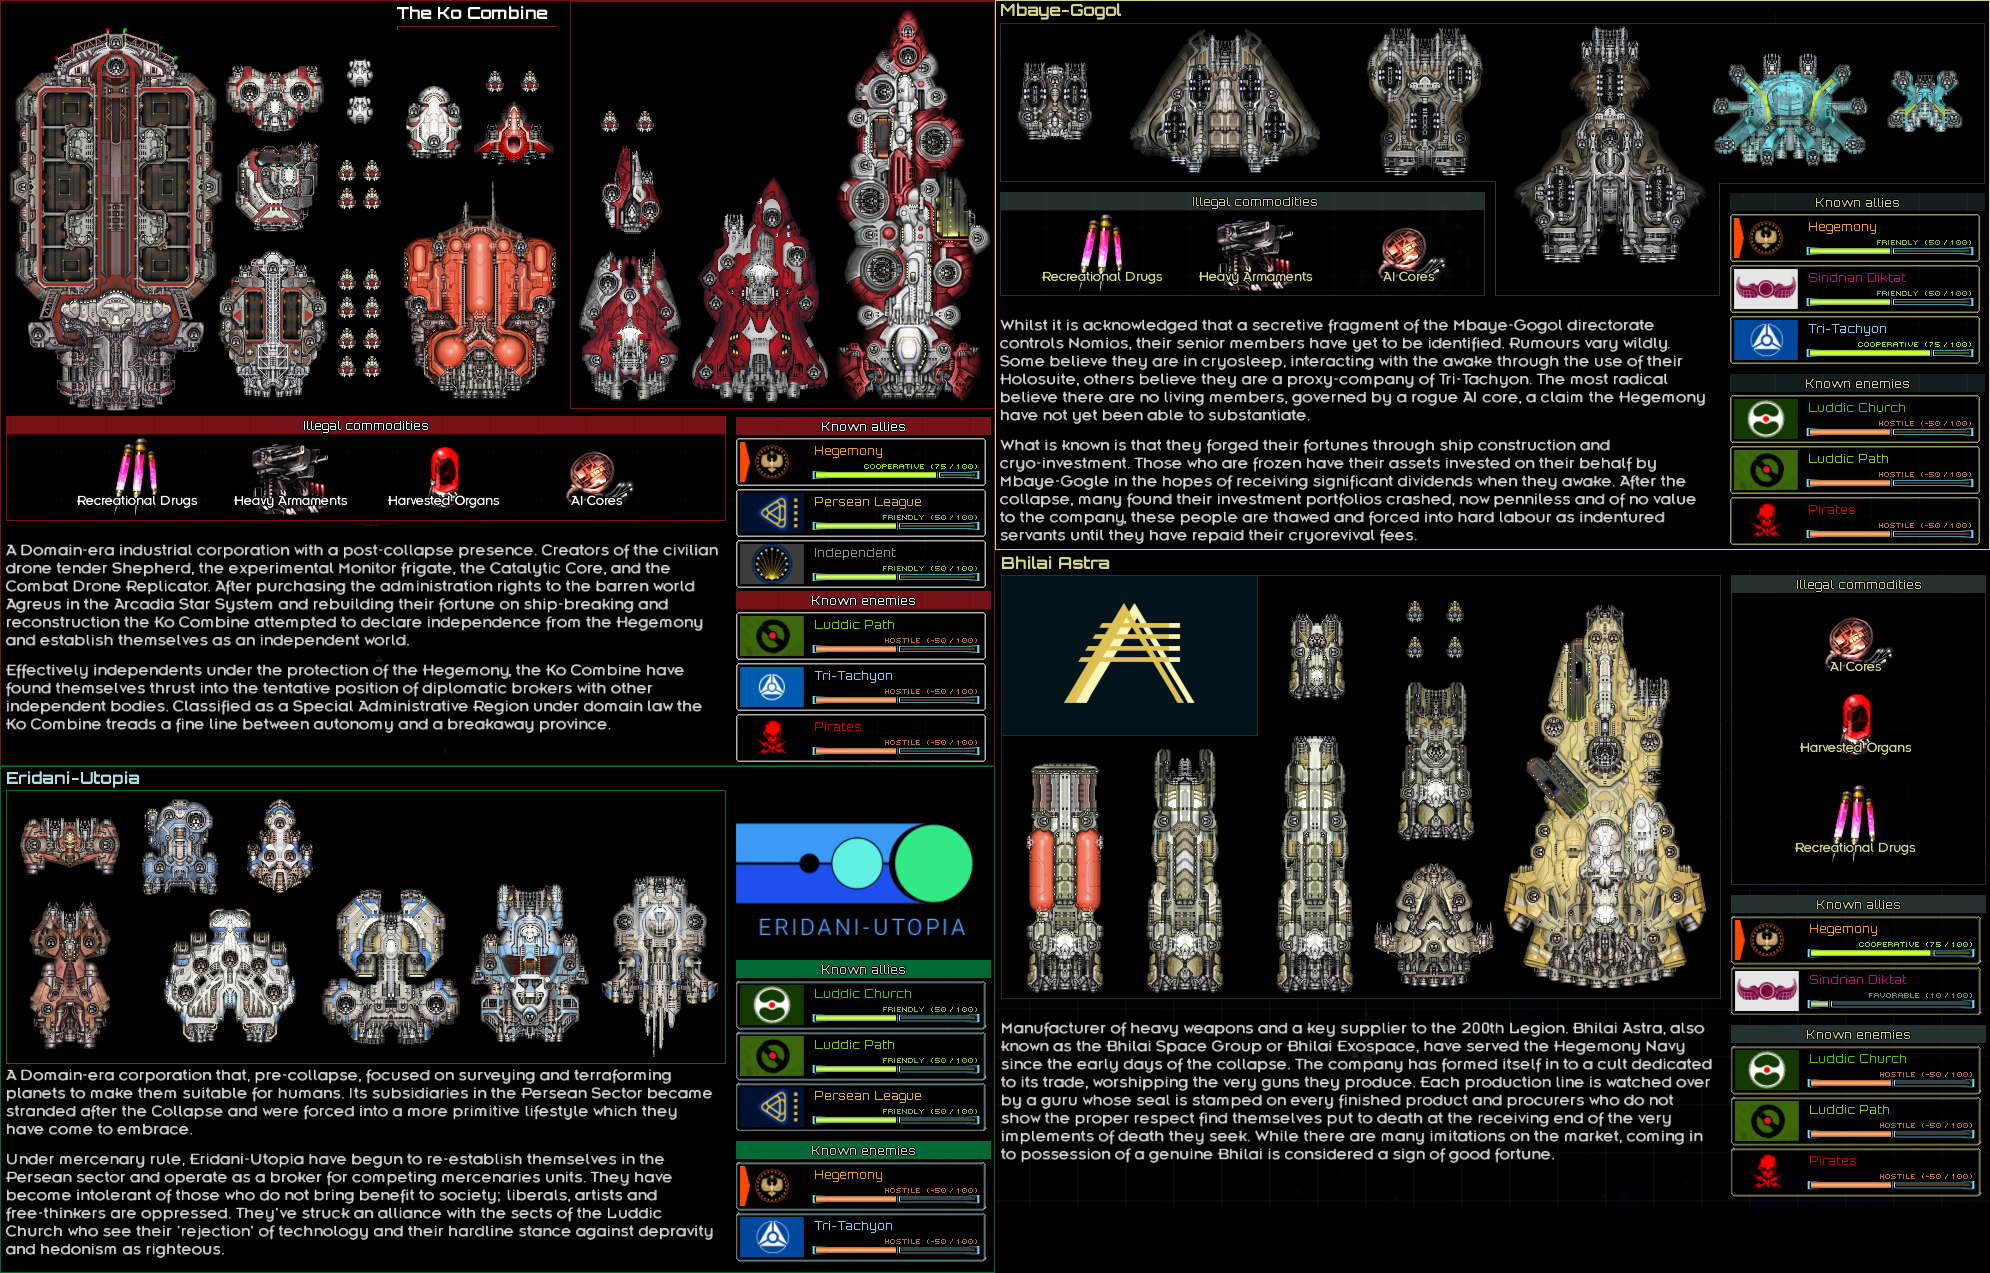 The Ko Combine
Illegal commodities
Recreational Drugs
Heavy Armaments
Harvested Organs
AI Cores
A Domain-era industrial corporation with a post-collapse presence. Creators of the civilian
drone tender Shepherd, the experimental Monitor frigate, the Catalytic Core, and the
Combat Drone Replicator. After purchasing the administration rights to the barren world
Agreus in the Arcadia Star System and rebuilding their fortune on ship-breaking and
reconstruction the Ko Combine attempted to declare independence from the Hegemony
and establish themselves as an independent world.
Effectively independents under the protection of the Hegemony, the Ko Combine have
found themselves thrust into the tentative position of diplomatic brokers with other
independent bodies. Classified as a Special Administrative Region under domain law the
Ko Combine treads a fine line between autonomy and a breakaway province.
Known allies
Hegemony
COOPERATIVE (75 / 100)
Persean League
FRIENDLY (50 / 100)
Independent
FRIENDLY (50 / 100)
Known enemies
Luddic Path
HOSTILE (-50 / 100)
Tri-Tachyon
HOSTILE (-50 / 100)
Pirates
HOSTILE (-50 / 100)
Eridani-Utopia
ERIDANI-UTOPIA
A Domain-era corporation that, pre-collapse, focused on surveying and terraforming
planets to make them suitable for humans. Its subsidiaries in the Persean Sector became
stranded after the Collapse and were forced into a more primitive lifestyle which they
have come to embrace.
Under mercenary rule, Eridani-Utopia have begun to re-establish themselves in the
Persean sector and operate as a broker for competing mercenaries units. They have
become intolerant of those who do not bring benefit to society; liberals, artists and
free-thinkers are oppressed. They've struck an alliance with the sects of the Luddic
Church who see their 'rejection' of technology and their hardline stance against depravity
and hedonism as righteous.
Known allies
Luddic Church
FRIENDLY (50 / 100)
Luddic Path
FRIENDLY (50 / 100)
Persean League
FRIENDLY (50 / 100)
Known enemies
Hegemony
HOSTILE (-50 / 100)
Tri-Tachyon
HOSTILE (-50 / 100)
Mbaye-Gogol
Illegal commodities
Recreational Drugs
Heavy Armaments
AI Cores
Whilst it is acknowledged that a secretive fragment of the Mbaye-Gogol directorate
controls Nomios, their senior members have yet to be identified. Rumours vary wildly.
Some believe they are in cryosleep, interacting with the awake through the use of their
Holosuite, others believe they are a proxy-company of Tri-Tachyon. The most radical
believe there are no living members, governed by a rogue AI core, a claim the Hegemony
have not yet been able to substantiate.
What is known is that they forged their fortunes through ship construction and
cryo-investment. Those who are frozen have their assets invested on their behalf by
Mbaye-Gogle in the hopes of receiving significant dividends when they awake. After the
collapse, many found their investment portfolios crashed, now penniless and of no value
to the company, these people are thawed and forced into hard labour as indentured
servants until they have repaid their cryorevival fees.
Known allies
Hegemony
FRIENDLY (50 / 100)
Sindrian Diktat
FRIENDLY (50 / 100)
Tri-Tachyon
COOPERATIVE (75 / 100)
Known enemies
Luddic Church
HOSTILE (-50 / 100)
Luddic Path
HOSTILE (-50 / 100)
Pirates
HOSTILE (-50 / 100)
Bhilai Astra
Illegal commodities
AI Cores
Harvested Organs
Recreational Drugs
Manufacturer of heavy weapons and a key supplier to the 200th Legion. Bhilai Astra, also
known as the Bhilai Space Group or Bhilai Exospace, have served the Hegemony Navy
since the early days of the collapse. The company has formed itself in to a cult dedicated
to its trade, worshipping the very guns they produce. Each production line is watched over
by a guru whose seal is stamped on every finished product and procurers who do not
show the proper respect find themselves put to death at the receiving end of the very
implements of death they seek. While there are many imitations on the market, coming in
to possession of a genuine Bhilai is considered a sign of good fortune.
Known allies
Hegemony
COOPERATIVE (75 / 100)
Sindrian Diktat
FAVORABLE (10 / 100)
Known enemies
Luddic Church
HOSTILE (-50 / 100)
Luddic Path
HOSTILE (-50 / 100)
Pirates
HOSTILE (-50 / 100)